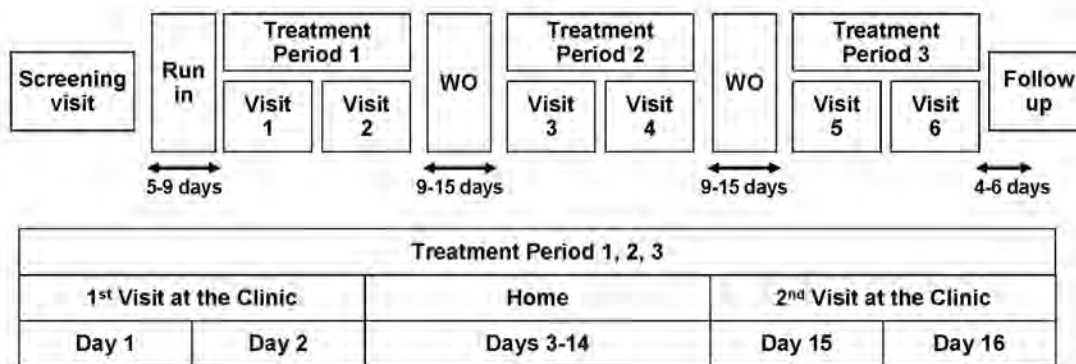 Screening
visit
Run
in
Treatment
Period 1
Visit
1
Visit
2
WO
Treatment
Period 2
Visit
3
Visit
4
WO
Treatment
Period 3
Visit
5
Visit
6
Follow
up
5-9 days
9-15 days
9-15 days
4-6 days
Treatment Period 1, 2, 3
1st Visit at the Clinic
Home
2nd Visit at the Clinic
Day 1
Day 2
Days 3-14
Day 15
Day 16